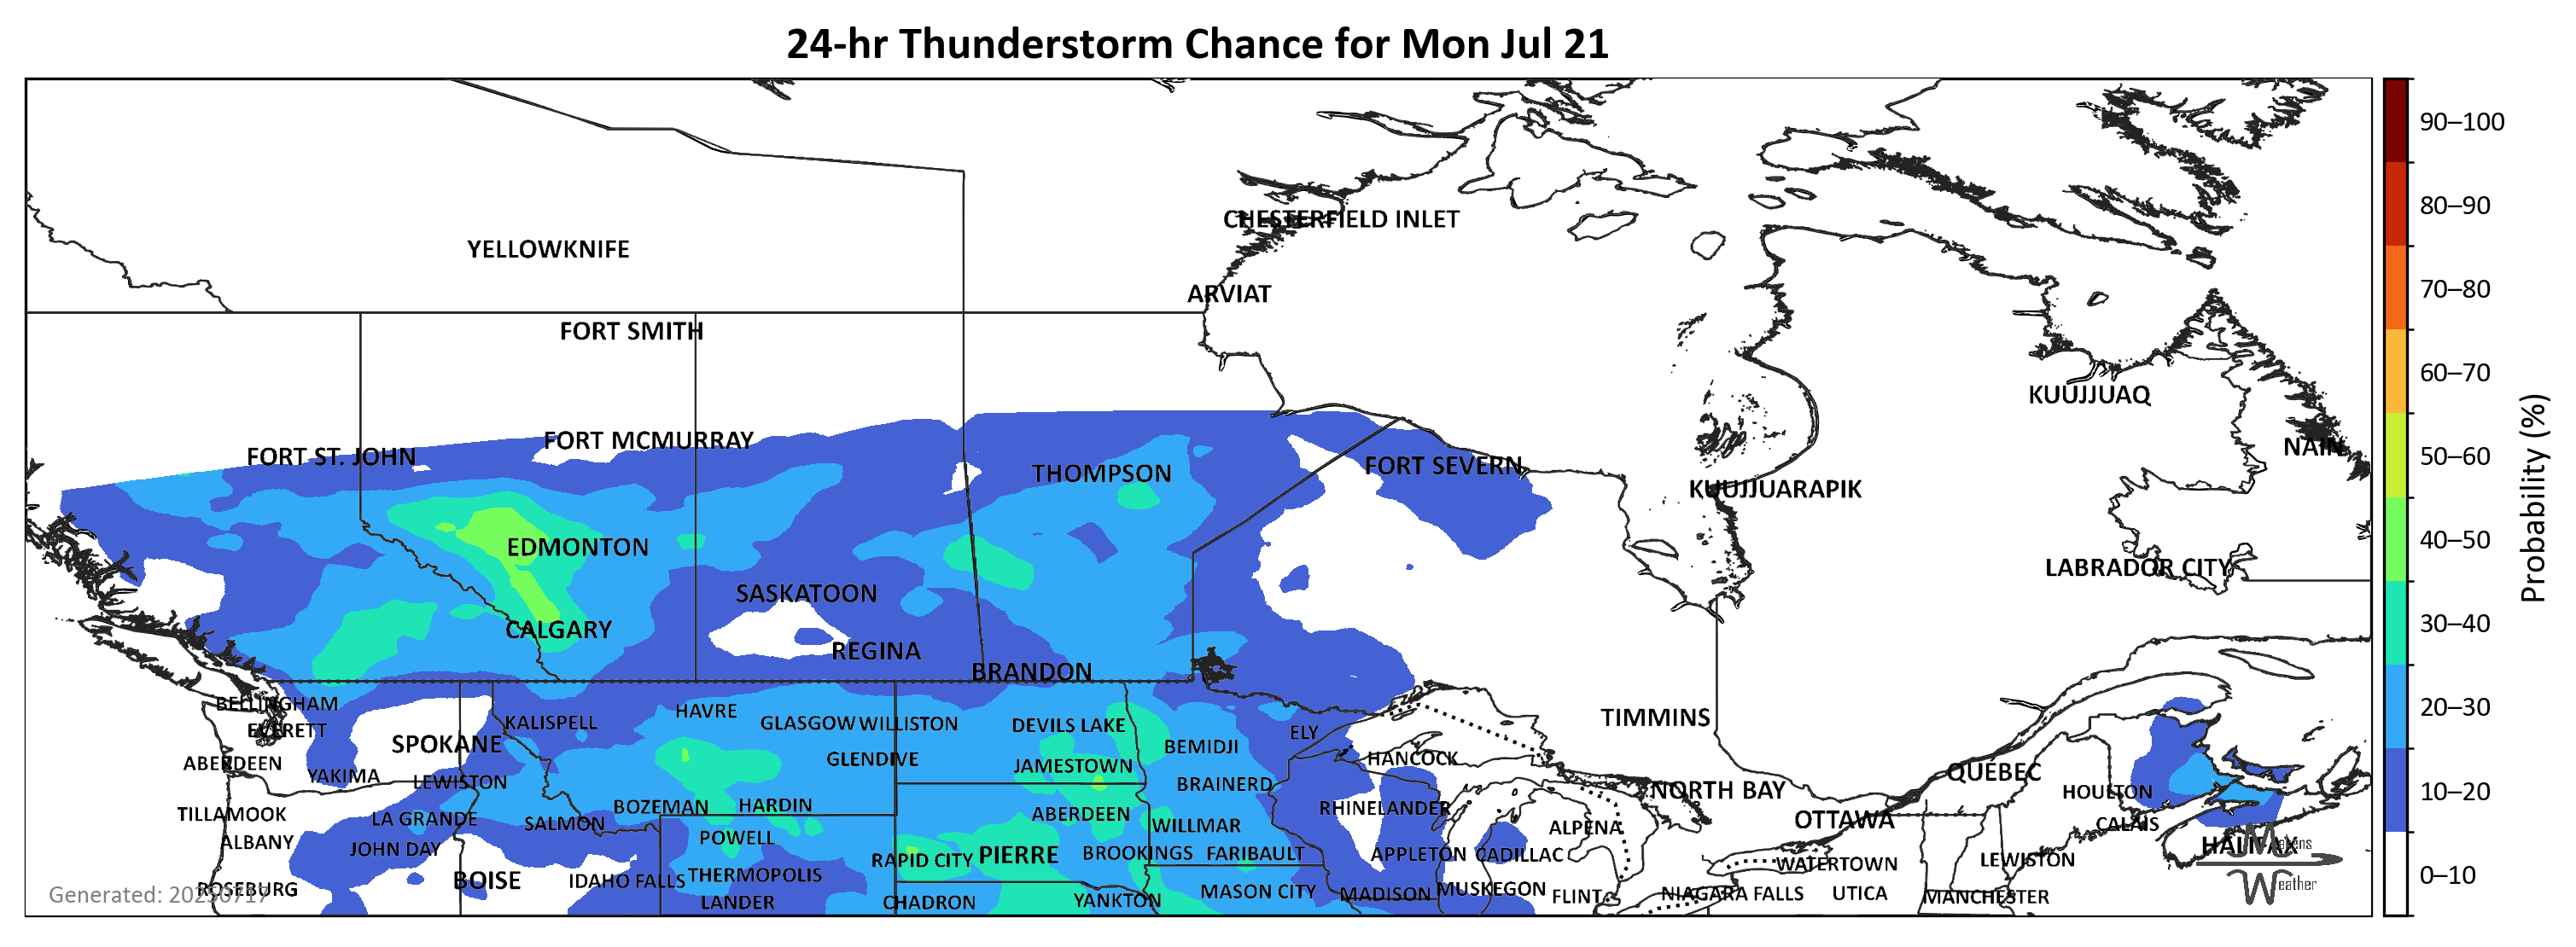 24-hr Thunderstorm Chance for Mon Jul 21
90–100
80–90
70–80
60–70
50–60
40–50
30–40
20–30
10–20
0–10
Probability (%)
CHESTERFIELD INLET
YELLOWKNIFE
ARVIAT
FORT SMITH
KUUJJUAQ
FORT MCMURRAY
NAIN
FORT ST. JOHN
FORT SEVERN
THOMPSON
KUUJJUARAPIK
EDMONTON
LABRADOR CITY
SASKATOON
CALGARY
REGINA
BRANDON
BELLINGHAM
HAVRE
TIMMINS
KALISPELL
GLASGOW
WILLISTON
DEVILS LAKE
EVERETT
ELY
SPOKANE
BEMIDJI
GLENDIVE
HANCOCK
ABERDEEN
JAMESTOWN
QUÉBEC
YAKIMA
LEWISTON
BRAINERD
NORTH BAY
HOULTON
BOZEMAN
HARDIN
RHINELANDER
TILLAMOOK
LA GRANDE
SALMON
ABERDEEN
WILLMAR
OTTAWA
CALAIS
ALPENA
ALBANY
POWELL
HALIFAX
JOHN DAY
RAPID CITY
PIERRE
BROOKINGS
FARIBAULT
APPLETON
CADILLAC
WATERTOWN
LEWISTON
BOISE
IDAHO FALLS
THERMOPOLIS
ROSEBURG
MASON CITY
MADISON
MUSKEGON
FLINT
NIAGARA FALLS
UTICA
MANCHESTER
LANDER
CHADRON
YANKTON
Generated: 20250717
Weather